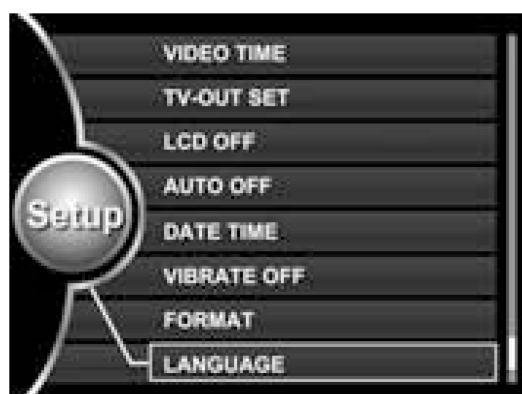 VIDEO TIME
TV-OUT SET
LCD OFF
AUTO OFF
Setup
DATE TIME
VIBRATE OFF
FORMAT
LANGUAGE